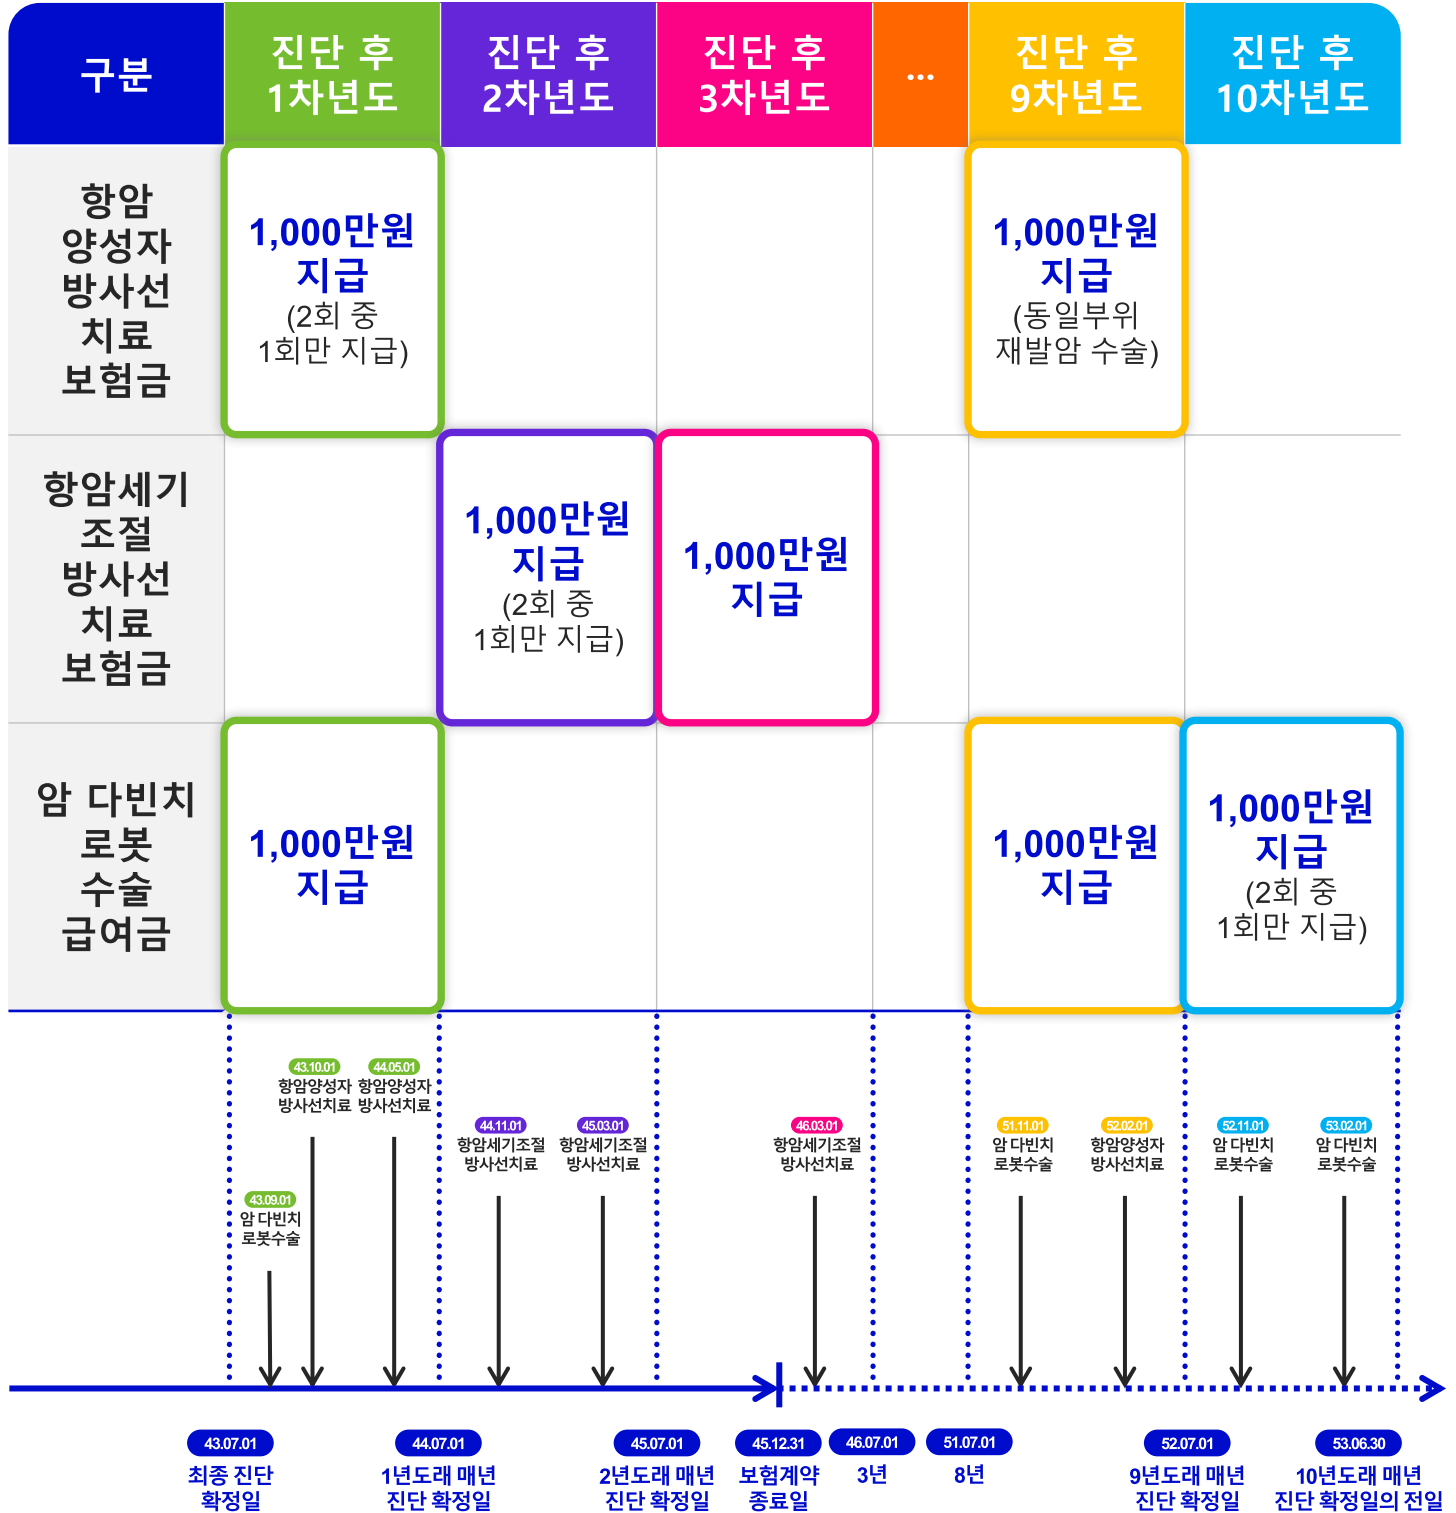 구분
진단 후
1차년도
진단 후
2차년도
진단 후
3차년도
...
진단 후
9차년도
진단 후
10차년도
항암
양성자
방사선
치료
보험금
1,000만원
지급
(2회 중
1회만 지급)
1,000만원
지급
(동일부위
재발암 수술)
항암세기
조절
방사선
치료
보험금
1,000만원
지급
(2회 중
1회만 지급)
1,000만원
지급
암 다빈치
로봇
수술
급여금
1,000만원
지급
1,000만원
지급
1,000만원
지급
(2회 중
1회만 지급)
43.09.01
암 다빈치
로봇수술
43.10.01
항암양성자
방사선치료
44.05.01
항암양성자
방사선치료
44.11.01
항암세기조절
방사선치료
45.03.01
항암세기조절
방사선치료
46.03.01
항암세기조절
방사선치료
51.11.01
암 다빈치
로봇수술
52.02.01
항암양성자
방사선치료
52.11.01
암 다빈치
로봇수술
53.02.01
암 다빈치
로봇수술
43.07.01
최종 진단
확정일
44.07.01
1년도래 매년
진단 확정일
45.07.01
2년도래 매년
진단 확정일
45.12.31
보험계약
종료일
46.07.01
3년
51.07.01
8년
52.07.01
9년도래 매년
진단 확정일
53.06.30
10년도래 매년
진단 확정일의 전일